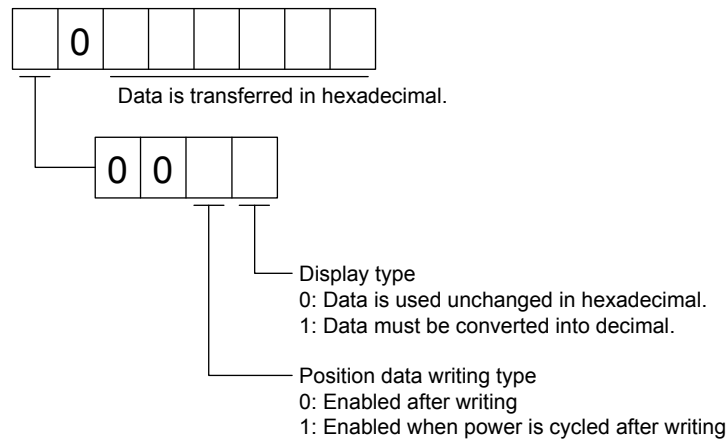 0
Data is transferred in hexadecimal.
0 0
Display type
0: Data is used unchanged in hexadecimal.
1: Data must be converted into decimal.
Position data writing type
0: Enabled after writing
1: Enabled when power is cycled after writing